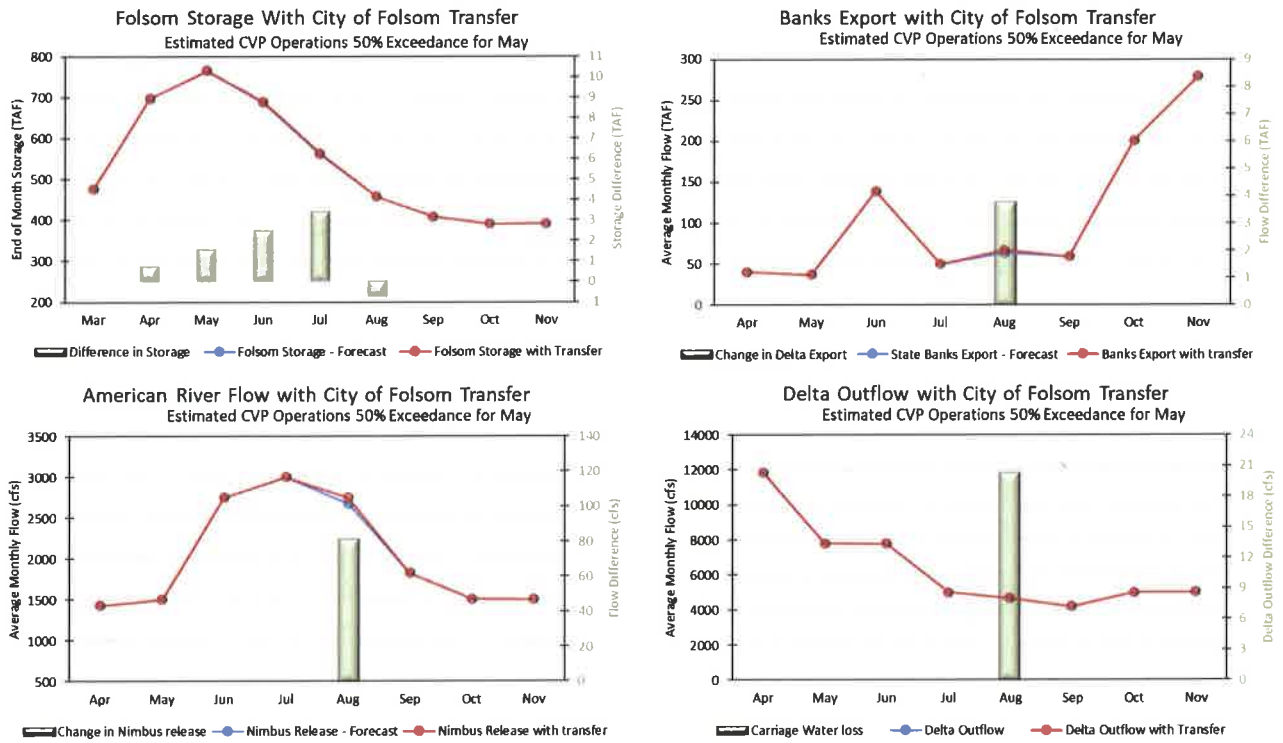 Folsom Storage With City of Folsom Transfer
Estimated CVP Operations 50% Exceedance for May
End of Month Storage (TAF)
800
700
600
500
400
300
200
11
10
9
8
7
6
5
4
3
2
1
0
1
Storage Difference (TAF)
Mar Apr May Jun Jul Aug Sep Oct Nov
Difference in Storage Folsom Storage - Forecast Folsom Storage with Transfer
Banks Export with City of Folsom Transfer
Estimated CVP Operations 50% Exceedance for May
Average Monthly Flow (TAF)
300
250
200
150
100
50
0
9
8
7
6
5
4
3
2
1
0
Flow Difference (TAF)
Apr May Jun Jul Aug Sep Oct Nov
Change in Delta Export State Banks Export - Forecast Banks Export with transfer
American River Flow with City of Folsom Transfer
Estimated CVP Operations 50% Exceedance for May
Average Monthly Flow (cfs)
3500
3000
2500
2000
1500
1000
500
140
120
100
80
60
40
20
0
Flow Difference (cfs)
Apr May Jun Jul Aug Sep Oct Nov
Change in Nimbus release Nimbus Release - Forecast Nimbus Release with transfer
Delta Outflow with City of Folsom Transfer
Estimated CVP Operations 50% Exceedance for May
Average Monthly Flow (cfs)
14000
12000
10000
8000
6000
4000
2000
0
24
21
18
15
12
9
6
3
0
Delta Outflow Difference (cfs)
Apr May Jun Jul Aug Sep Oct Nov
Carriage Water loss Delta Outflow Delta Outflow with Transfer